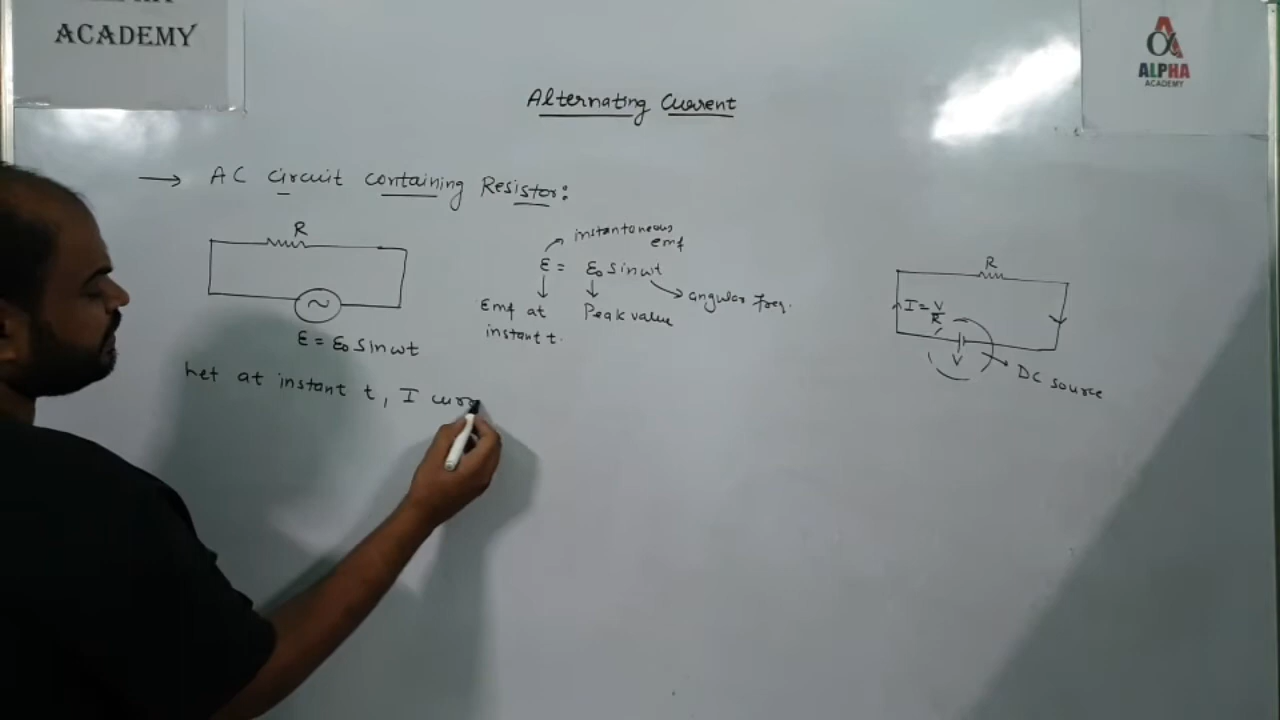 ACADEMY
ALPHA
ACADEMY
Alternating Current
→ AC Circuit containing Resistor:
R
ε = ε₀ sin ωt
instantaneous
emf
ε = ε₀ sin ωt
Emf at
instant t.
Peak value
angular freq.
R
I = V/R
V
DC source
Let at instant t, I curr